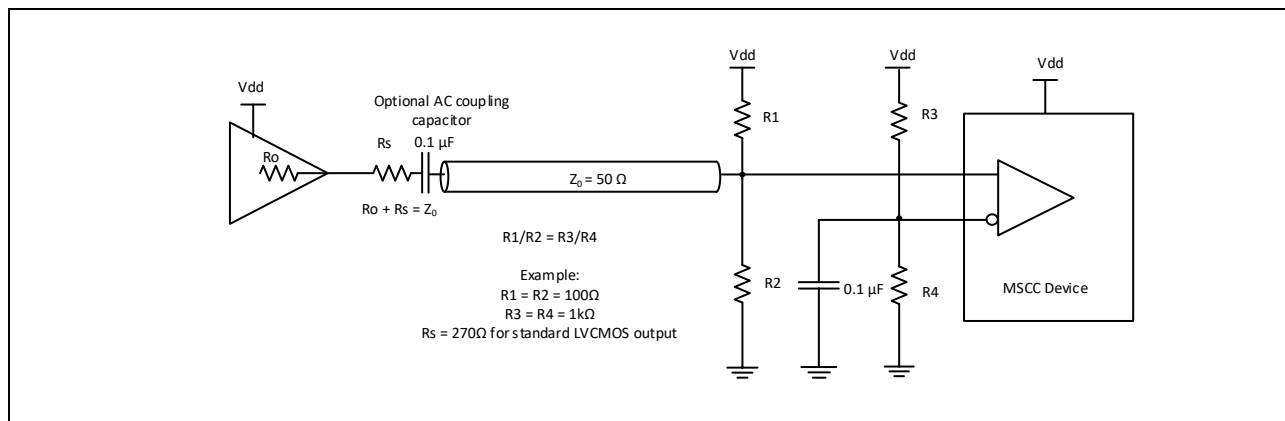 Vdd
Vdd
Vdd
Vdd
Optional AC coupling
capacitor
0.1 µF
R1
R3
Rs
Ro
Z₀ = 50 Ω
Ro + Rs = Z₀
R1/R2 = R3/R4
Example:
R1 = R2 = 100Ω
R3 = R4 = 1kΩ
Rs = 270Ω for standard LVCMOS output
R2
0.1 µF
R4
MSCC Device